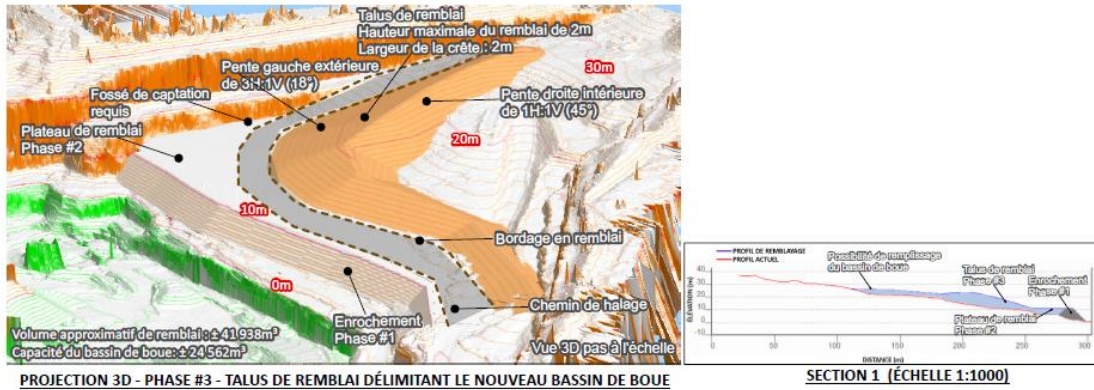 Talus de remblai
Hauteur maximale du remblai de 2m
Largeur de la crête : 2m
Pente gauche extérieure
de 3H:1V (18°)
30m
Fossé de captation
requis
Pente droite intérieure
de 1H:1V (45°)
Plateau de remblai
Phase #2
20m
10m
Bordage en remblai
0m
Chemin de halage
Enrochement
Phase #1
Volume approximatif de remblai : ± 41 938m³
Capacité du bassin de boue: ± 24 562m³
Vue 3D pas à l'échelle
PROJECTION 3D - PHASE #3 - TALUS DE REMBLAI DÉLIMITANT LE NOUVEAU BASSIN DE BOUE
PROFIL DE REMBLAYAGE
PROFIL ACTUEL
Possibilité de remplissage
du bassin de boue
Talus de remblai
Phase #3
Enrochement
Phase #1
Plateau de remblai
Phase #2
ÉLÉVATION (m)
40
30
20
10
0
-10
0
50
100
150
200
250
300
DISTANCE (m)
SECTION 1 (ÉCHELLE 1:1000)